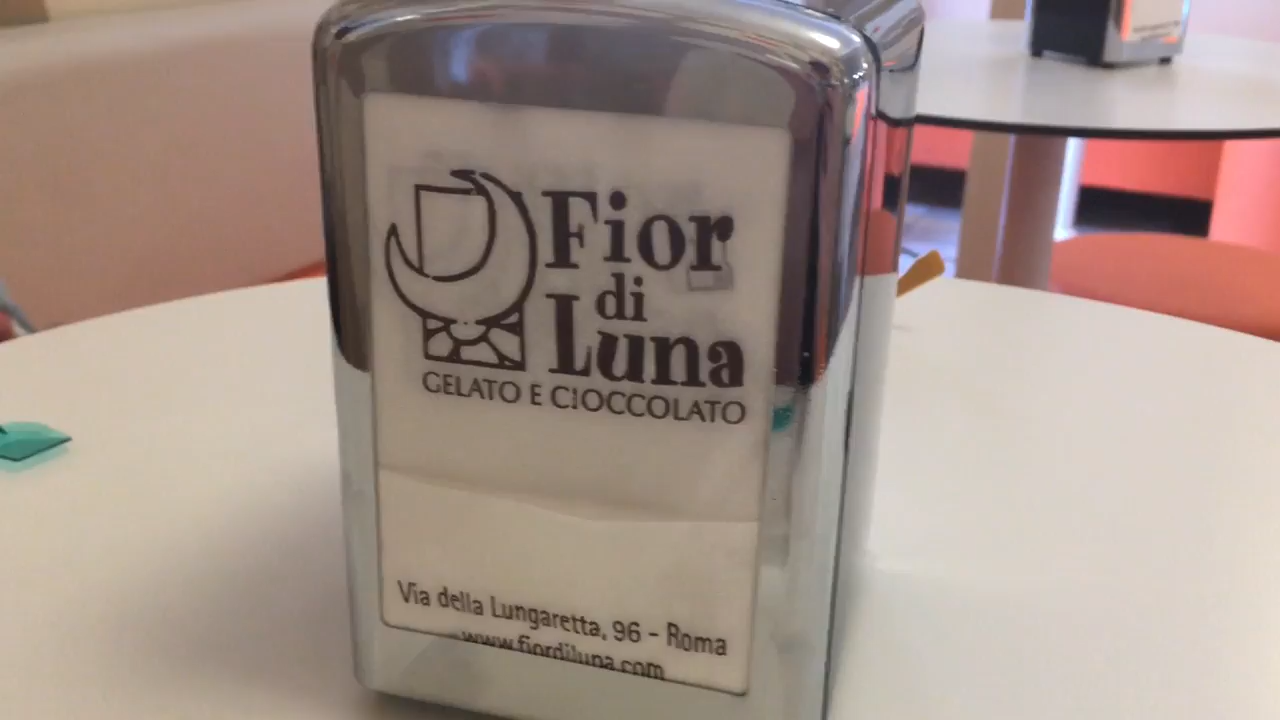 Fior
di
Luna
GELATO E CIOCCOLATO
Via della Lungaretta, 96 - Roma
www.fiordiluna.com